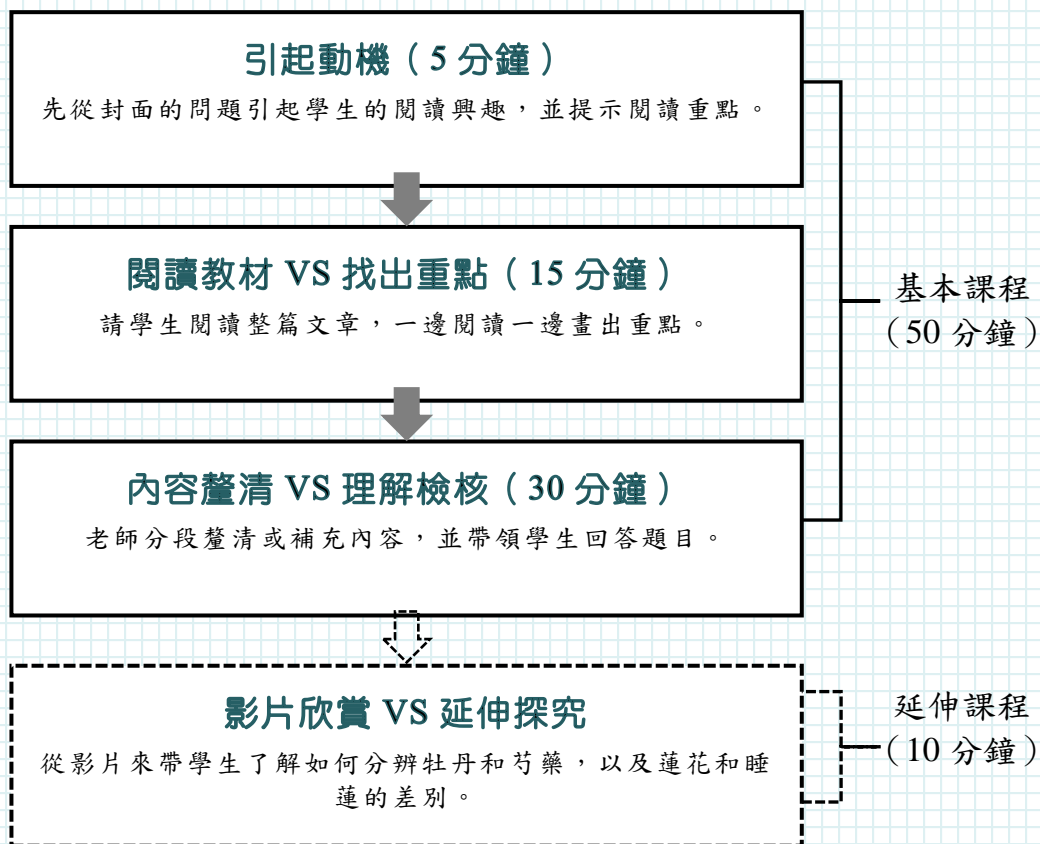 引起動機（5 分鐘）
先從封面的問題引起學生的閱讀興趣，並提示閱讀重點。
閱讀教材 VS 找出重點（15 分鐘）
請學生閱讀整篇文章，一邊閱讀一邊畫出重點。
基本課程
（50 分鐘）
內容釐清 VS 理解檢核（30 分鐘）
老師分段釐清或補充內容，並帶領學生回答題目。
影片欣賞 VS 延伸探究
從影片來帶學生了解如何分辨牡丹和芍藥，以及蓮花和睡
蓮的差別。
延伸課程
（10 分鐘）